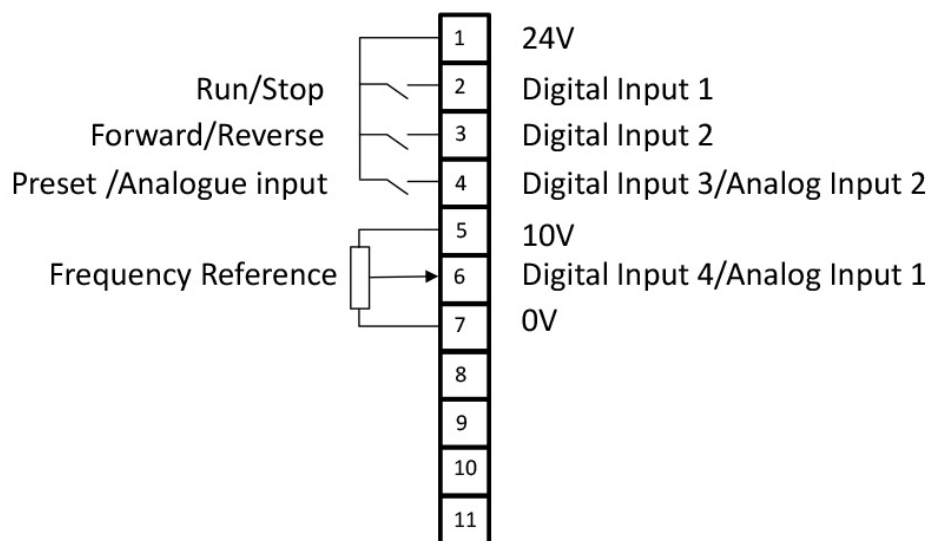 1 24V
Run/Stop 2 Digital Input 1
Forward/Reverse 3 Digital Input 2
Preset /Analogue input 4 Digital Input 3/Analog Input 2
5 10V
Frequency Reference 6 Digital Input 4/Analog Input 1
7 0V
8
9
10
11